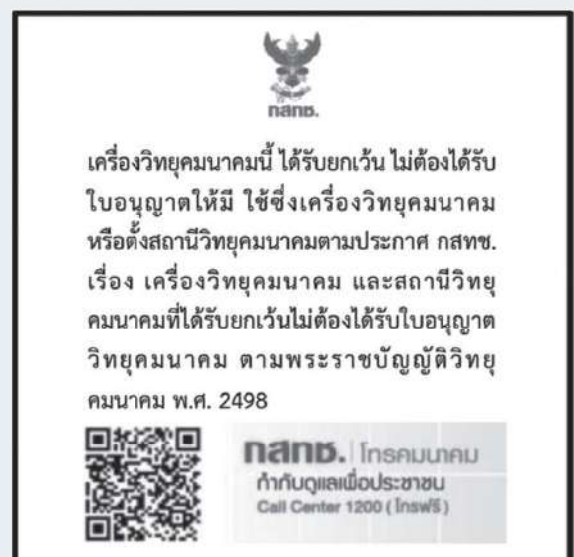 กสทช.
เครื่องวิทยุคมนาคมนี้ ได้รับยกเว้น ไม่ต้องได้รับ
ใบอนุญาตให้มี ใช้ซึ่งเครื่องวิทยุคมนาคม
หรือตั้งสถานีวิทยุคมนาคมตามประกาศ กสทช.
เรื่อง เครื่องวิทยุคมนาคม และสถานีวิทยุ
คมนาคมที่ได้รับยกเว้นไม่ต้องได้รับใบอนุญาต
วิทยุคมนาคม ตามพระราชบัญญัติวิทยุ
คมนาคม พ.ศ. 2498
กสทช. | โทรคมนาคม
กำกับดูแลเพื่อประชาชน
Call Center 1200 (โทรฟรี)